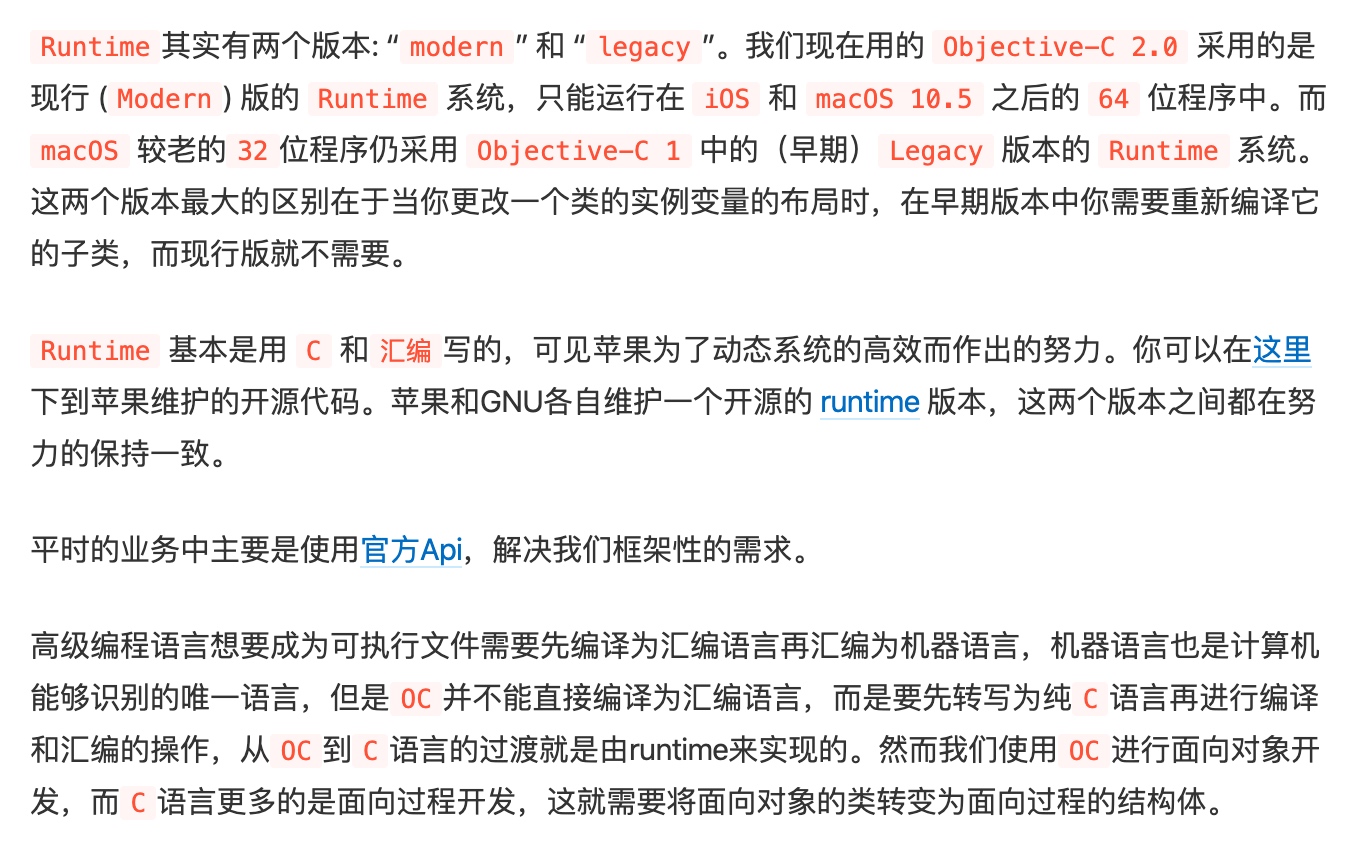 Runtime其实有两个版本: “modern”和“legacy”。我们现在用的 Objective-C 2.0 采用的是
现行 (Modern) 版的 Runtime 系统，只能运行在 iOS 和 macOS 10.5 之后的 64 位程序中。而
macOS 较老的32位程序仍采用 Objective-C 1 中的（早期） Legacy 版本的 Runtime 系统。
这两个版本最大的区别在于当你更改一个类的实例变量的布局时，在早期版本中你需要重新编译它
的子类，而现行版就不需要。
Runtime 基本是用 C 和汇编写的，可见苹果为了动态系统的高效而作出的努力。你可以在这里
下到苹果维护的开源代码。苹果和GNU各自维护一个开源的 runtime 版本，这两个版本之间都在努
力的保持一致。
平时的业务中主要是使用官方Api，解决我们框架性的需求。
高级编程语言想要成为可执行文件需要先编译为汇编语言再汇编为机器语言，机器语言也是计算机
能够识别的唯一语言，但是OC并不能直接编译为汇编语言，而是要先转写为纯C语言再进行编译
和汇编的操作，从OC到C语言的过渡就是由runtime来实现的。然而我们使用OC进行面向对象开
发，而C语言更多的是面向过程开发，这就需要将面向对象的类转变为面向过程的结构体。